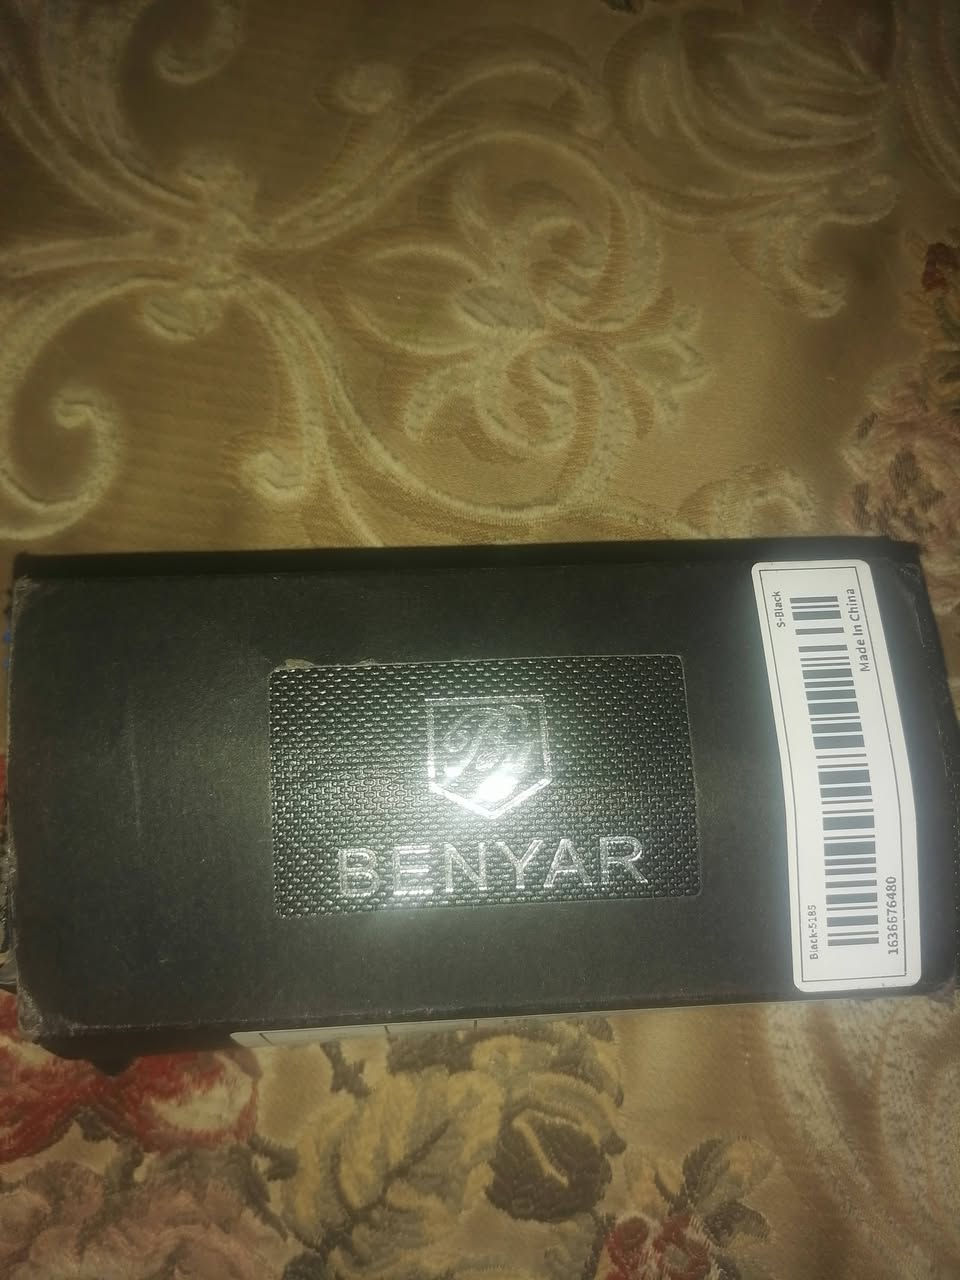 BENYAR
S-Black
Made In China
Black-5185
1636676480